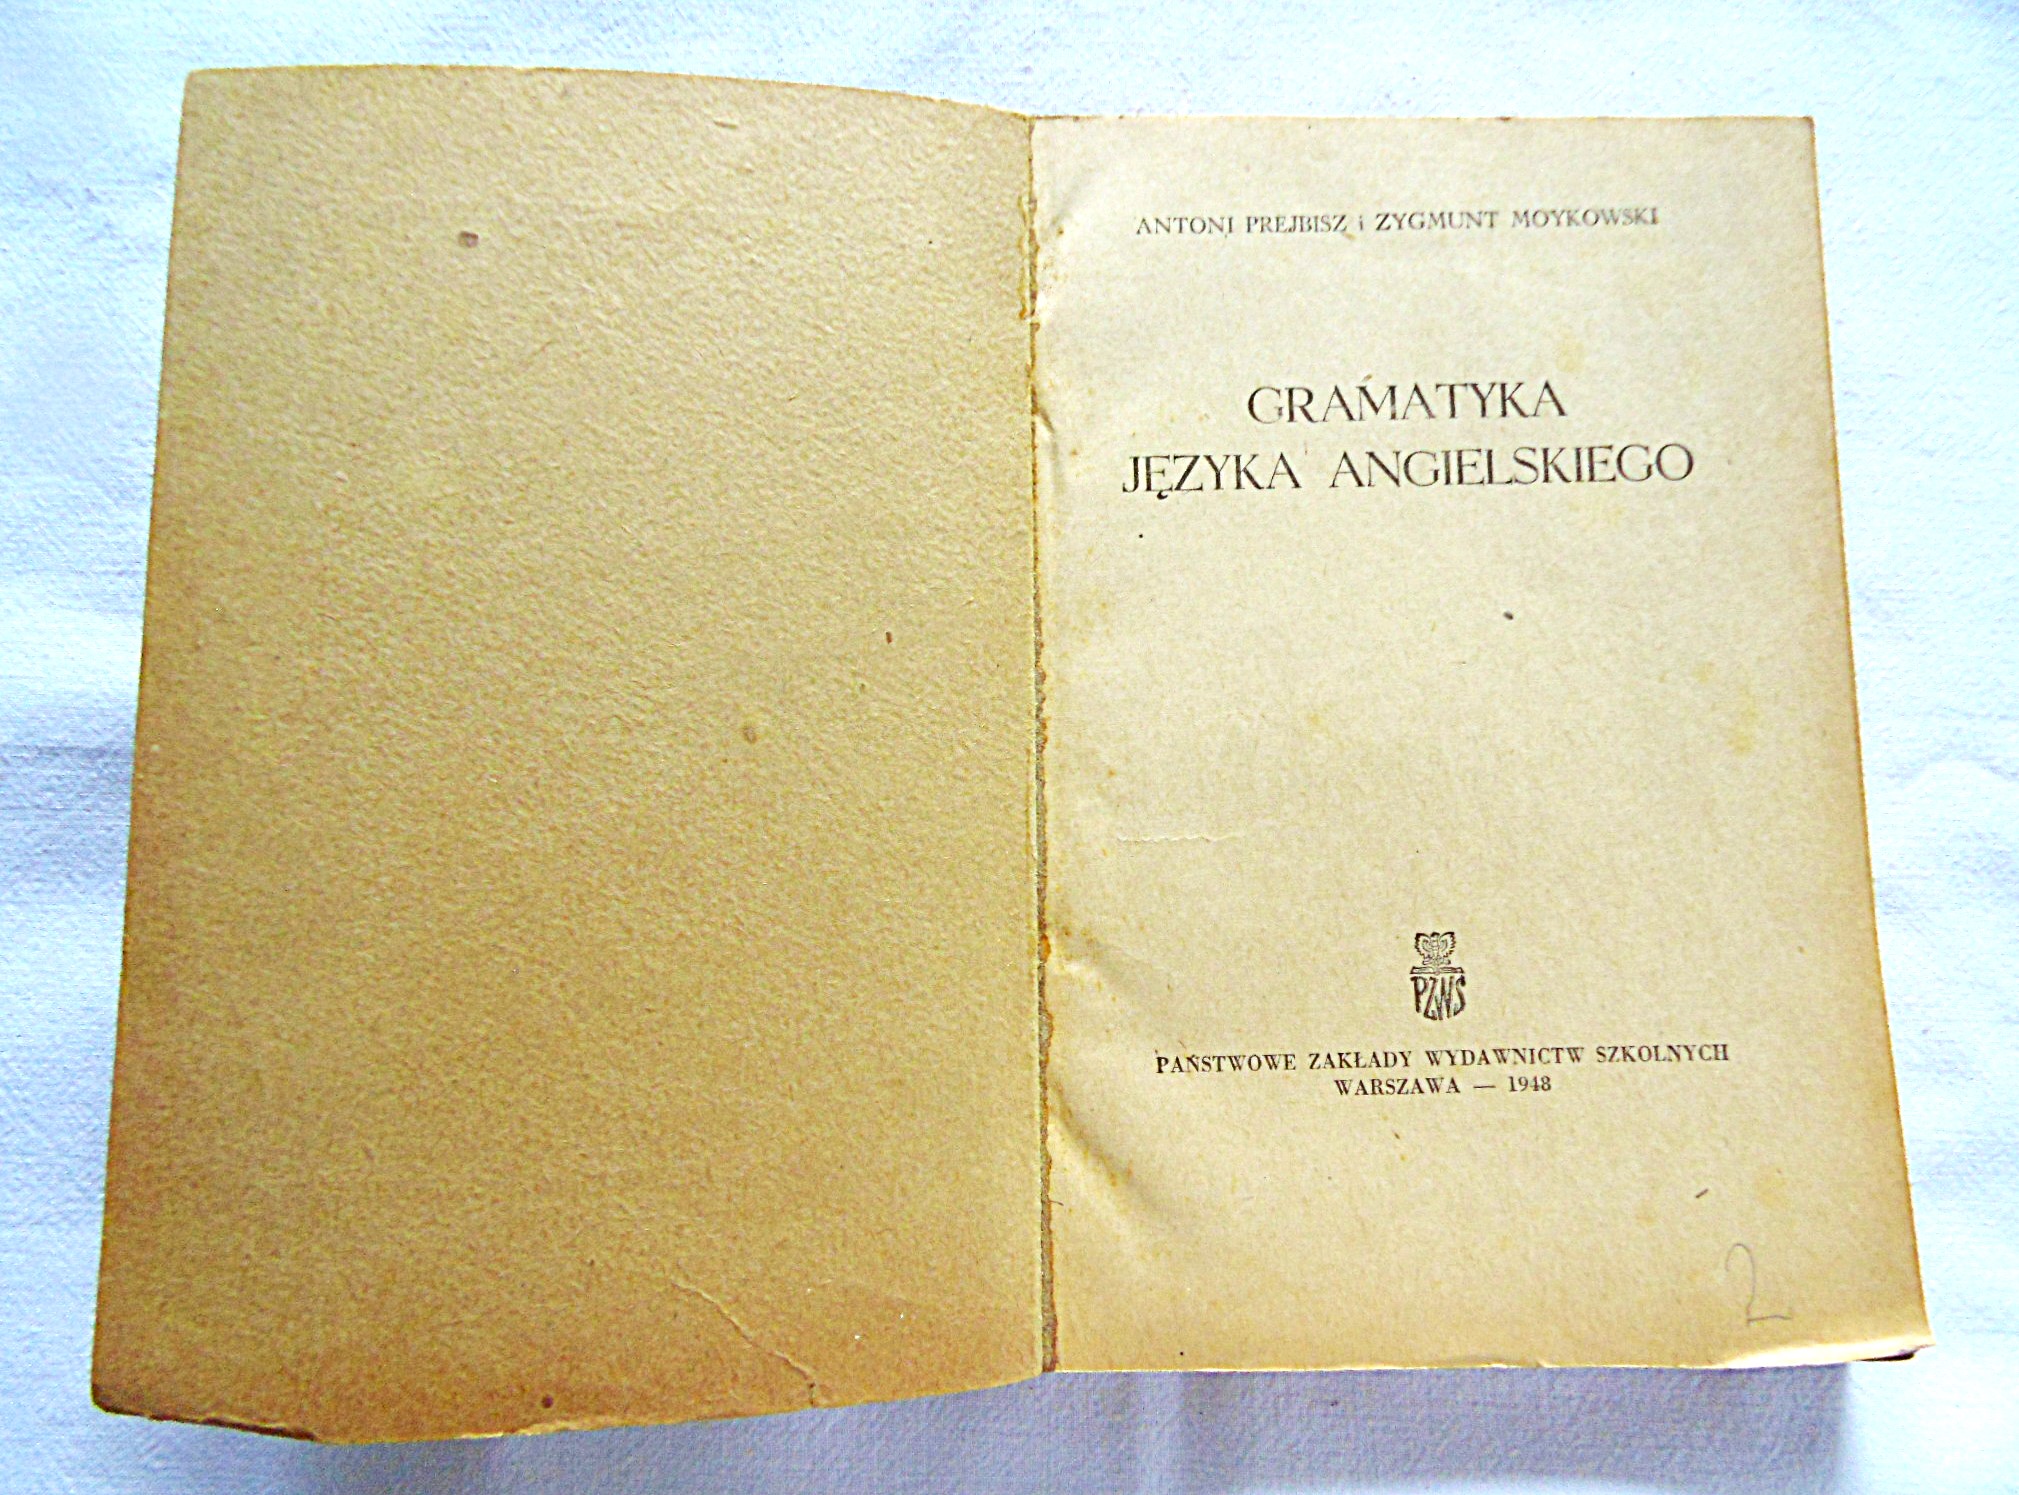 ANTONI PREJBISZ i ZYGMUNT MOYKOWSKI
GRAMATYKA
JĘZYKA ANGIELSKIEGO
PZWS
PAŃSTWOWE ZAKŁADY WYDAWNICTW SZKOLNYCH
WARSZAWA — 1948
2